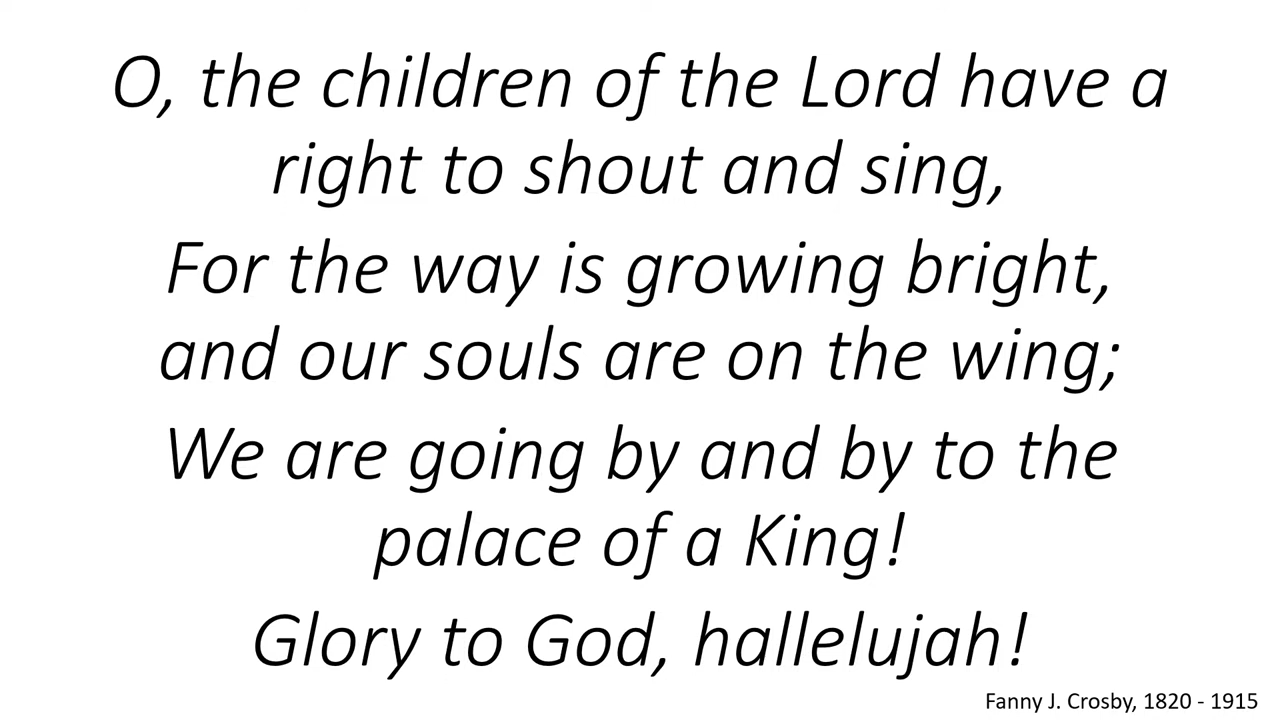 O, the children of the Lord have a
right to shout and sing,
For the way is growing bright,
and our souls are on the wing;
We are going by and by to the
palace of a King!
Glory to God, hallelujah!
Fanny J. Crosby, 1820 - 1915